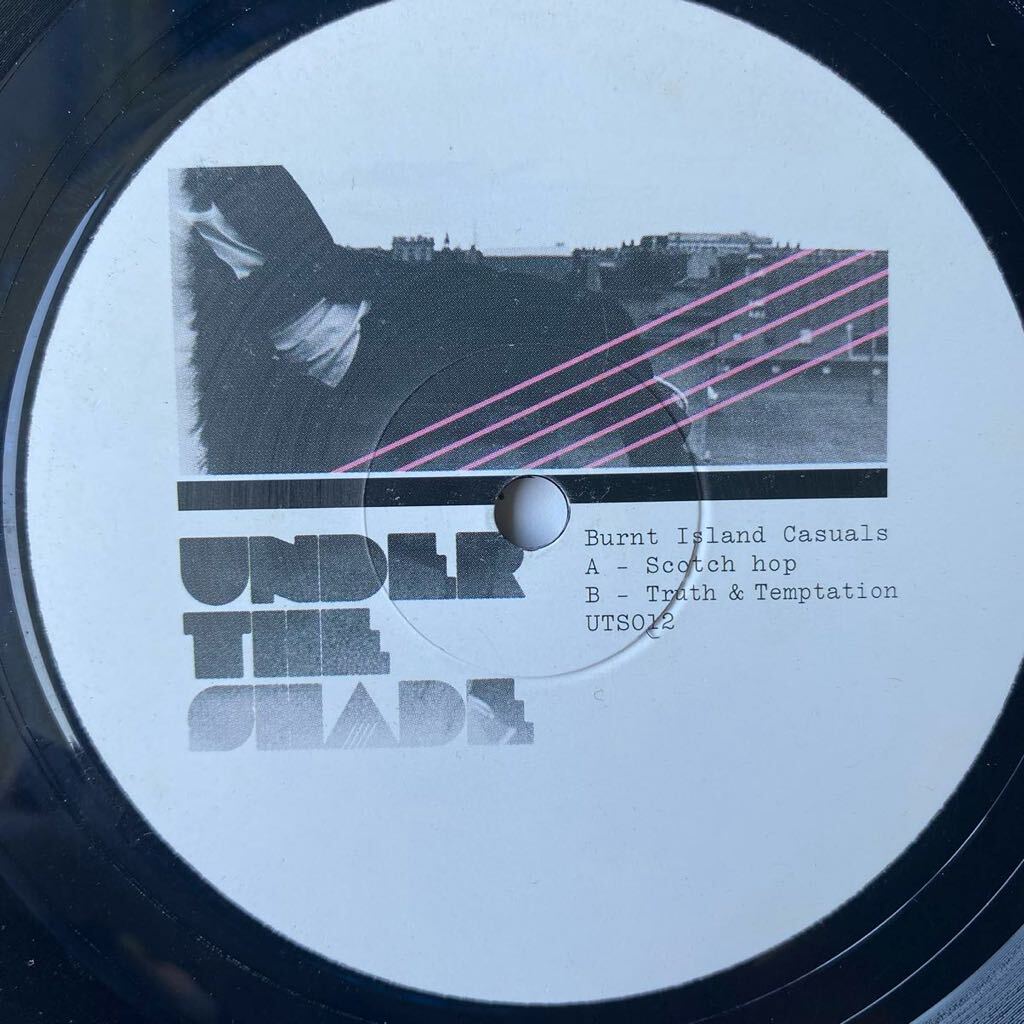 UNDER
THE
SHADE
Burnt Island Casuals
A - Scotch hop
B - Truth & Temptation
UTS012